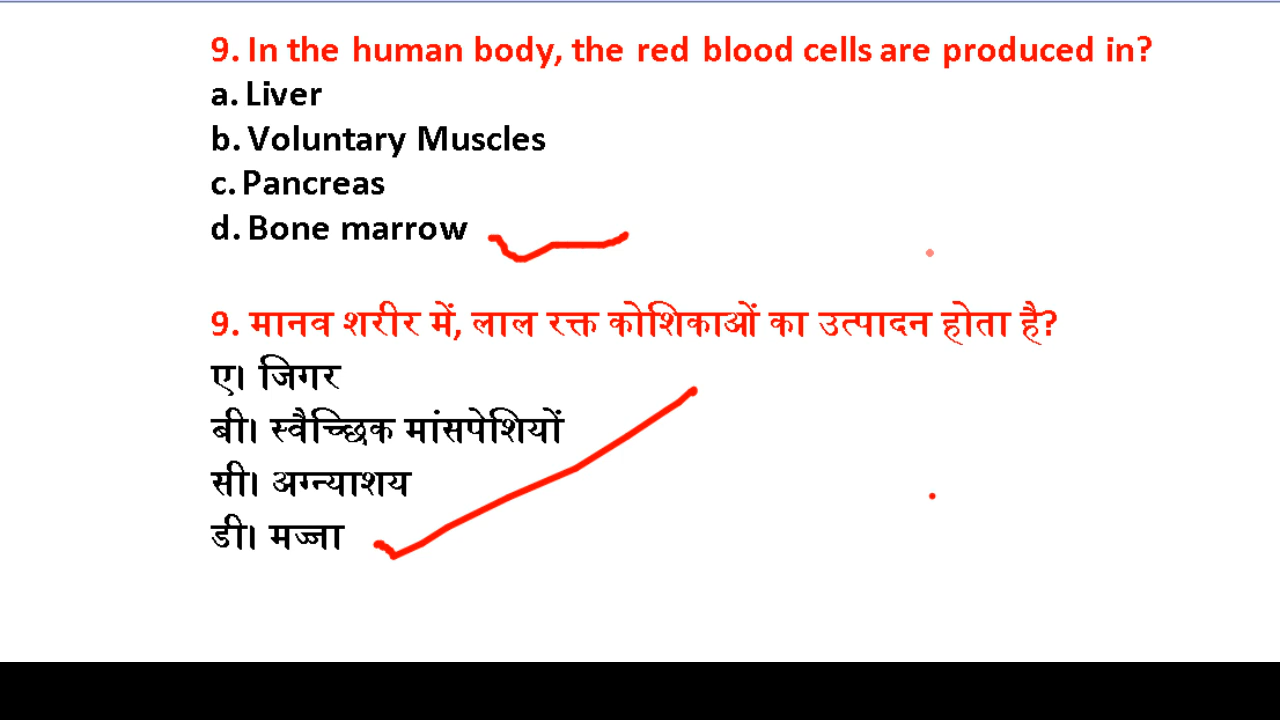 9. In the human body, the red blood cells are produced in?
a. Liver
b. Voluntary Muscles
c. Pancreas
d. Bone marrow
9. मानव शरीर में, लाल रक्त कोशिकाओं का उत्पादन होता है?
ए। जिगर
बी। स्वैच्छिक मांसपेशियों
सी। अग्न्याशय
डी। मज्जा